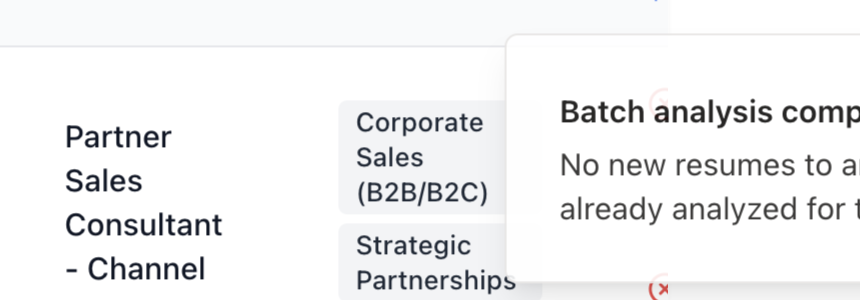 Partner
Sales
Consultant
- Channel
Corporate
Sales
(B2B/B2C)
Strategic
Partnerships
Batch analysis comp
No new resumes to a
already analyzed for t